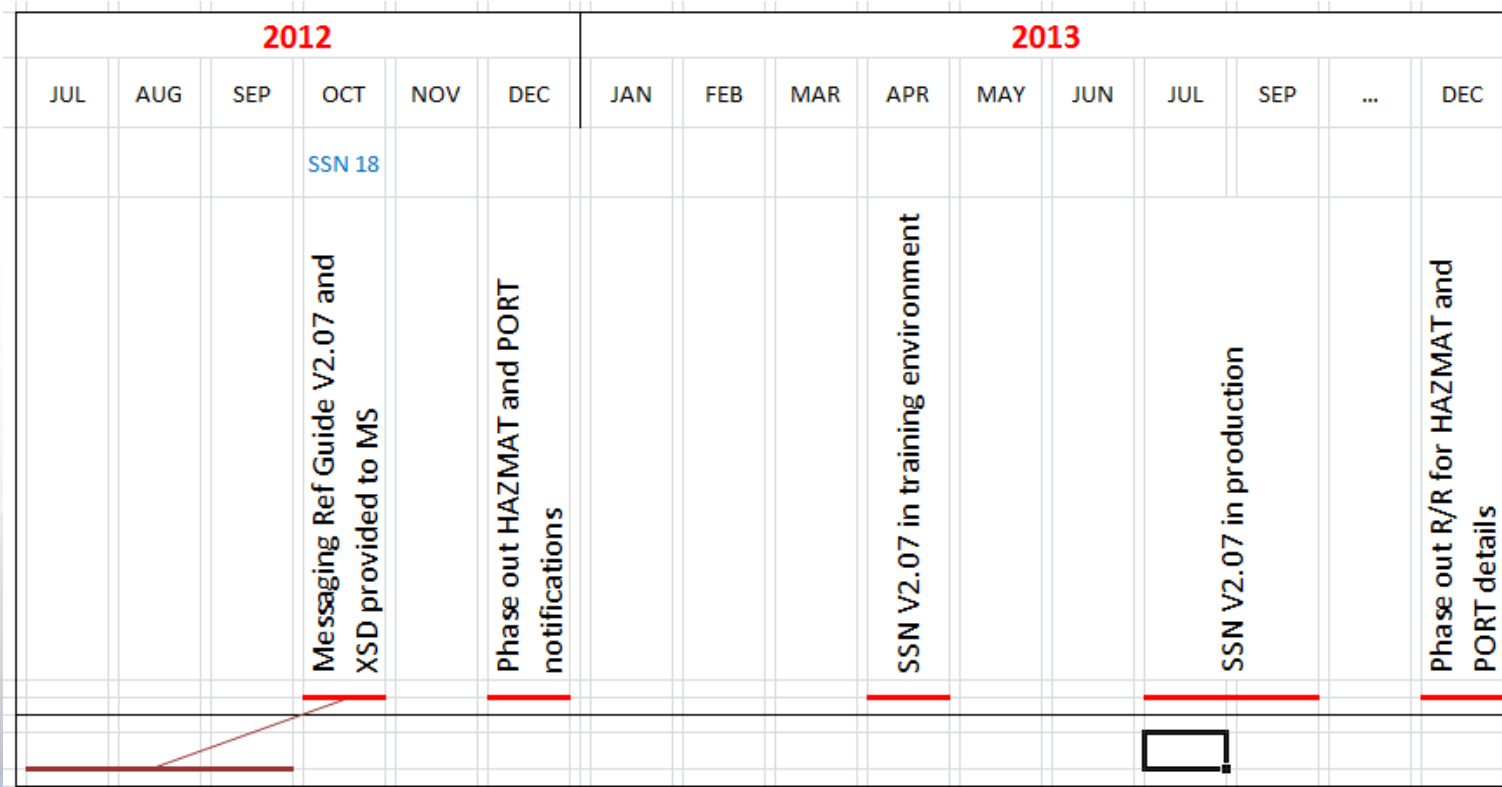 2012
2013
JUL
AUG
SEP
OCT
NOV
DEC
JAN
FEB
MAR
APR
MAY
JUN
JUL
SEP
...
DEC
SSN 18
Messaging Ref Guide V2.07 and
XSD provided to MS
Phase out HAZMAT and PORT
notifications
SSN V2.07 in training environment
SSN V2.07 in production
Phase out R/R for HAZMAT and
PORT details